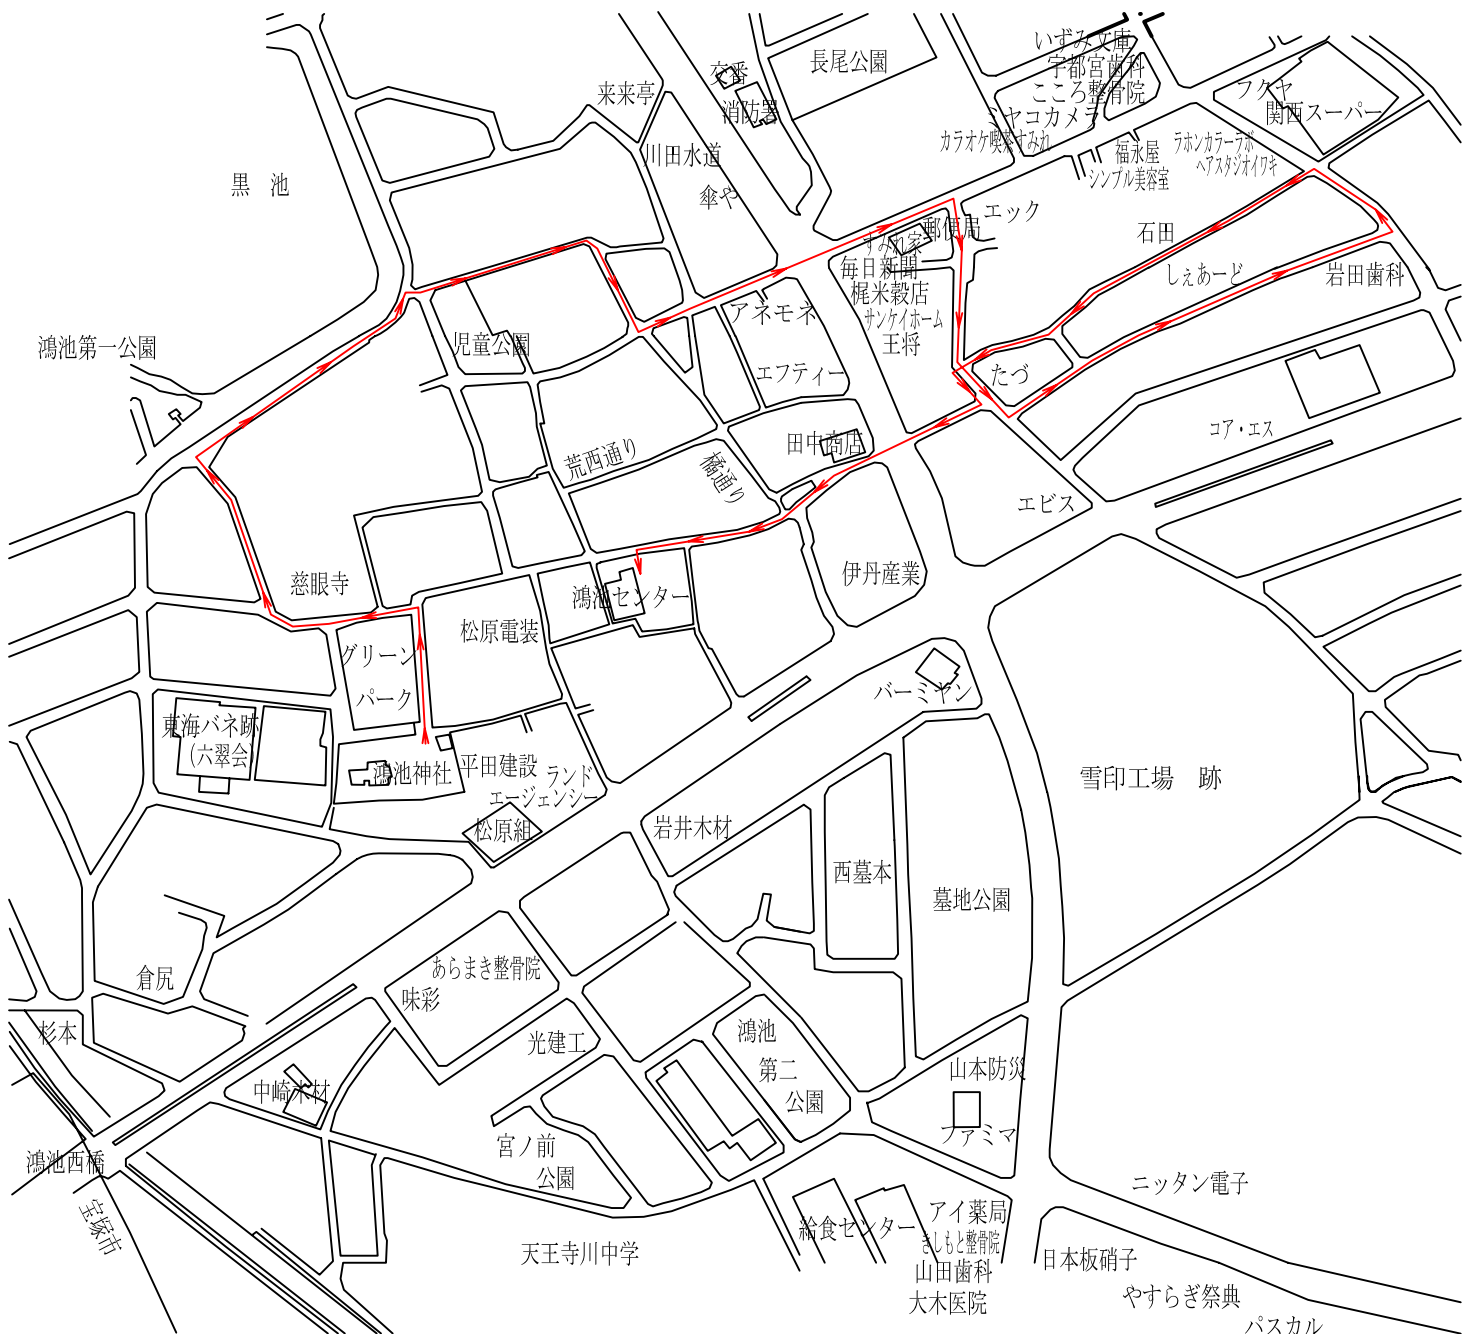 いずみ文庫
宇都宮歯科
こころ整骨院
ミヤコカメラ
カラオケ喫茶すみれ
長尾公園
交番
消防署
来来亭
川田水道
傘や
フクヤ
関西スーパー
福永屋
シンプル美容室
ラホンカラーラボ
ヘアスタジオイワキ
黒 池
エック
郵便局
すみれ家
毎日新聞
梶米穀店
サンケイホーム
王将
石田
しぇあーど
岩田歯科
鴻池第一公園
児童公園
アネモネ
エフティー
たづ
田中商店
コア・エス
荒西通り
橘通り
エビス
慈眼寺
鴻池センター
伊丹産業
松原電装
グリーン
パーク
バーミヤン
東海バネ跡
(六翠会)
鴻池神社
平田建設
ランド
エージェンシー
雪印工場 跡
松原組
岩井木材
西墓本
墓地公園
倉尻
あらまき整骨院
味彩
杉本
光建工
鴻池
第二
公園
中崎木材
山本防災
ファミマ
宮ノ前
公園
鴻池西橋
宝塚市
ニッタン電子
給食センター
アイ薬局
きしもと整骨院
山田歯科
大木医院
天王寺川中学
日本板硝子
やすらぎ祭典
パスカル